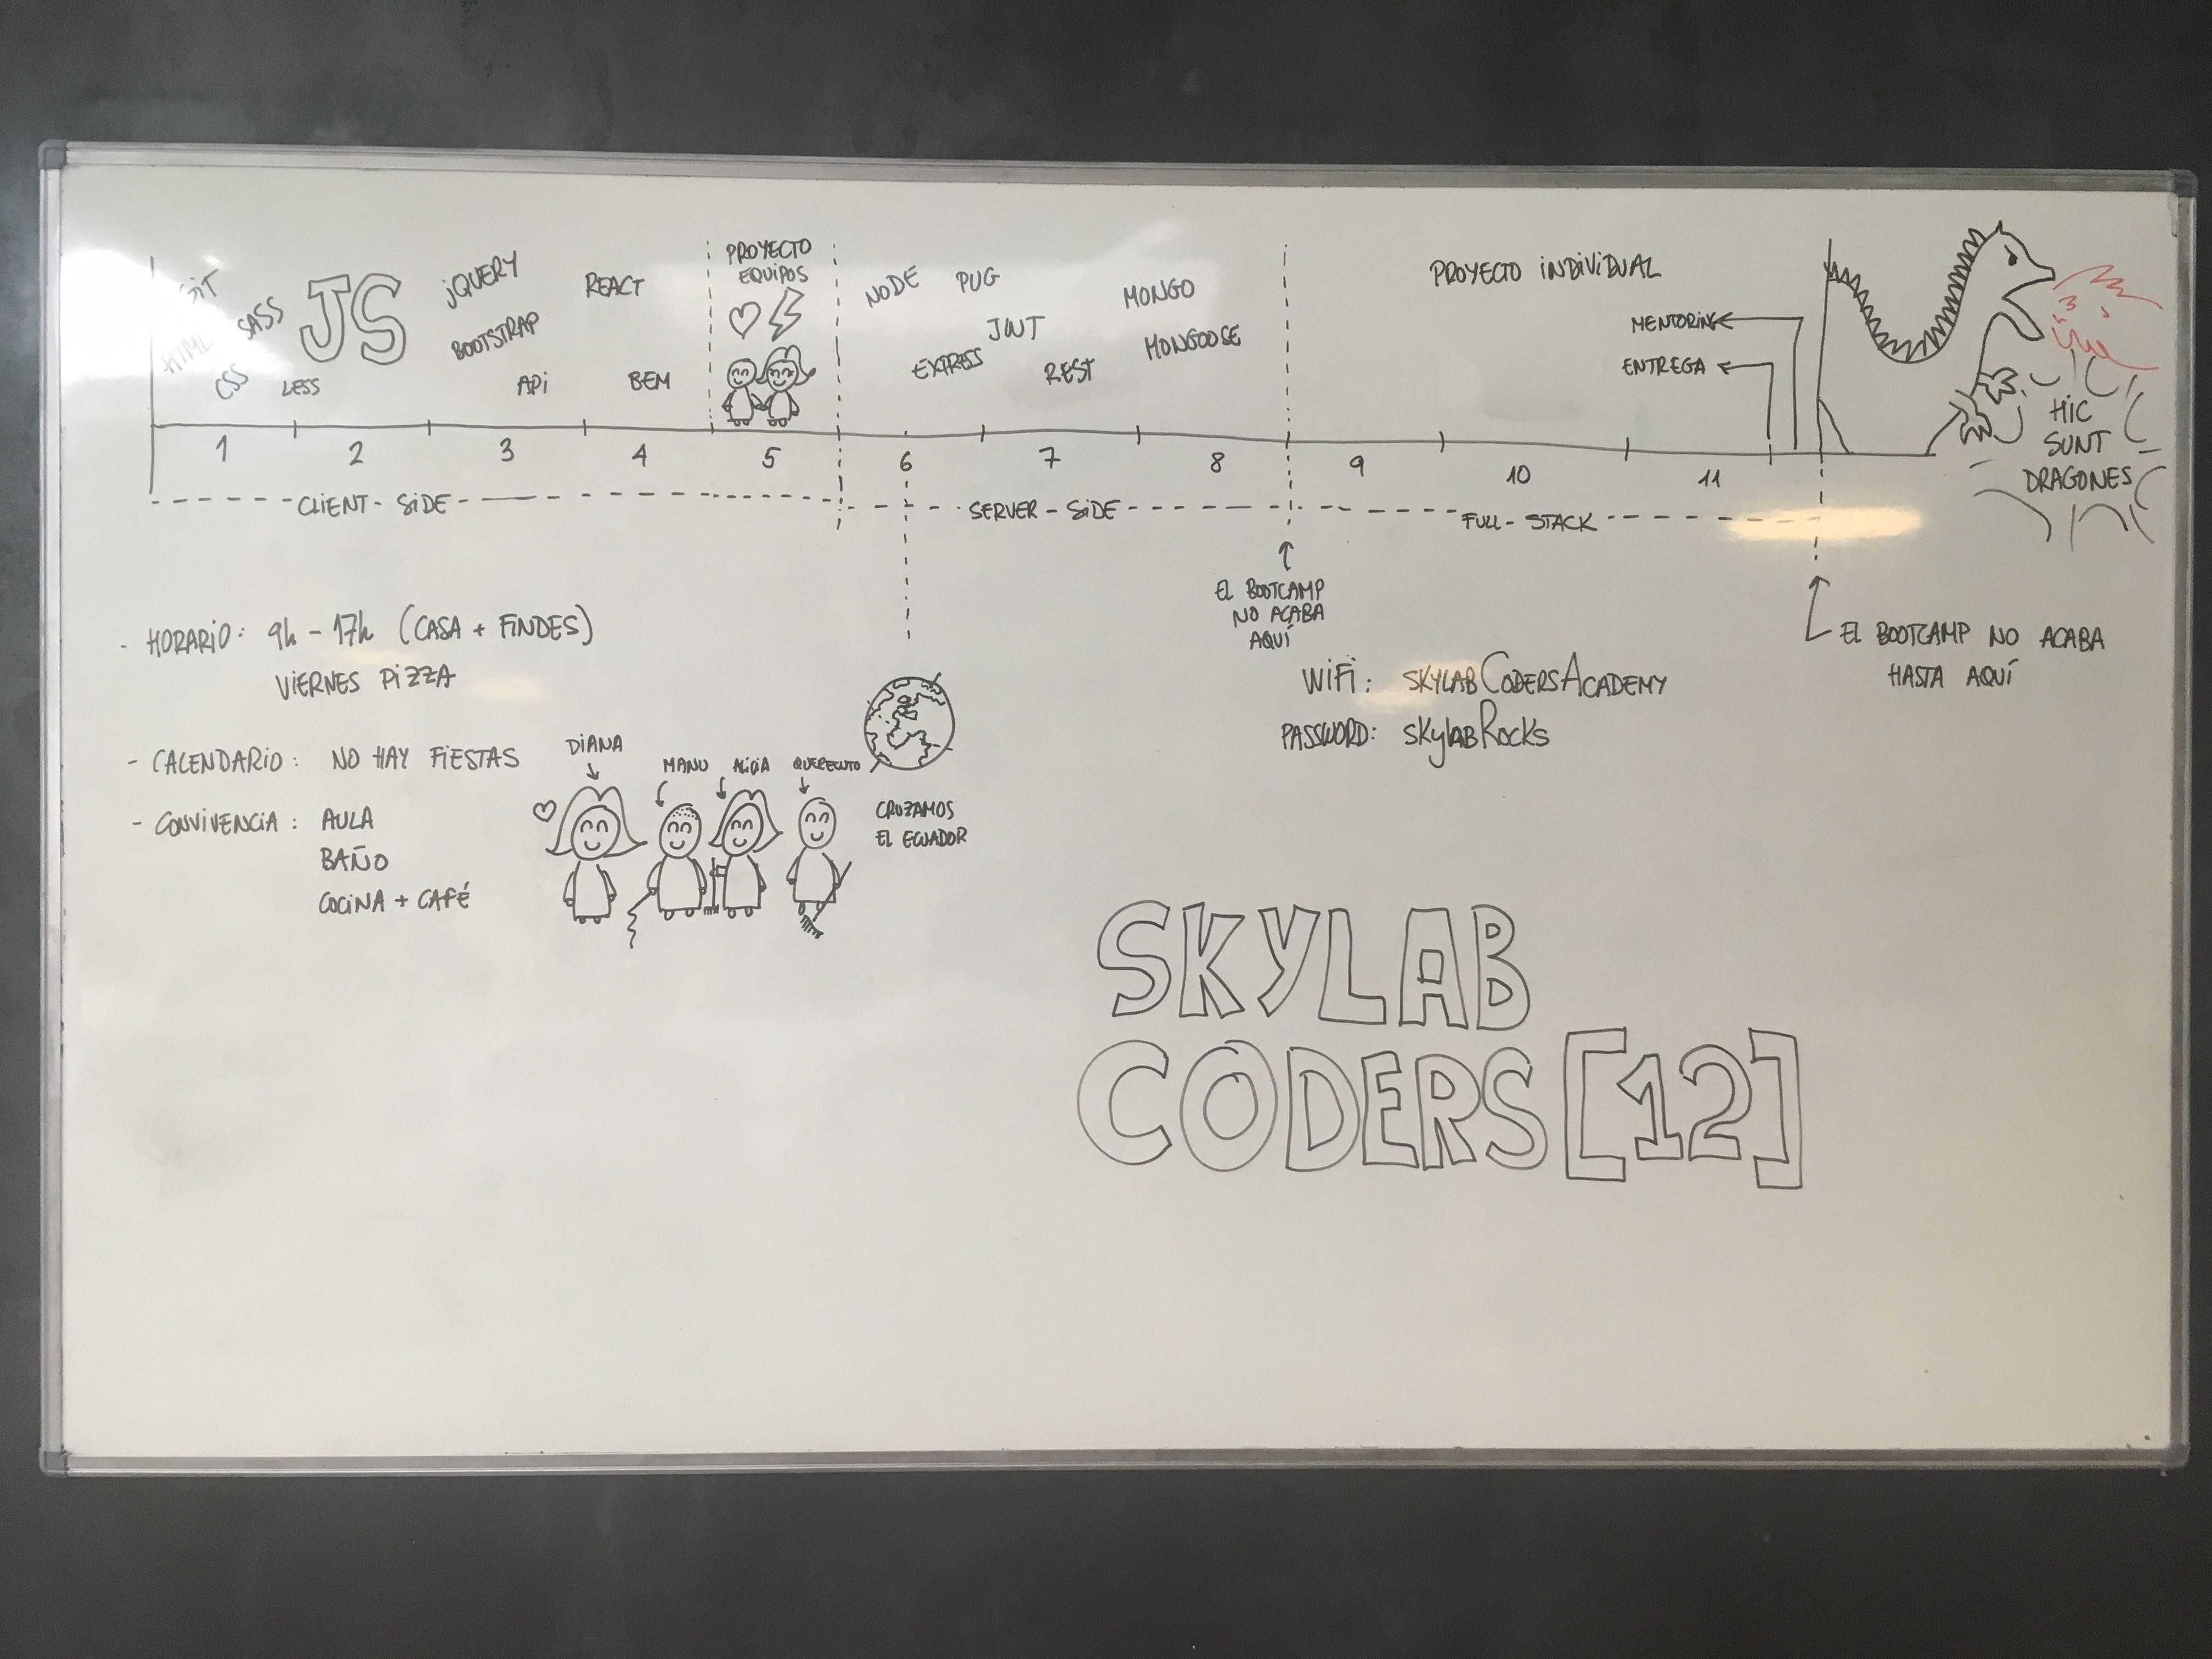 GIT
HTML
CSS
SASS
LESS
JS
jQUERY
BOOTSTRAP
APi
REACT
BEM
PROYECTO
EQUIPOS
NODE
PUG
JWT
EXPRESS
REST
MONGO
MONGOOSE
PROYECTO INDIVIDUAL
MENTORING
ENTREGA
HIC
SUNT
DRAGONES
1 2 3 4 5 6 7 8 9 10 11
CLIENT-SIDE
SERVER-SIDE
FULL-STACK
EL BOOTCAMP
NO ACABA
AQUÍ
EL BOOTCAMP NO ACABA
HASTA AQUÍ
- HORARIO: 9h - 17h (CASA + FINDES)
VIERNES PIZZA
- CALENDARIO: NO HAY FIESTAS
- CONVIVENCIA: AULA
BAÑO
COCINA + CAFÉ
DIANA
MANU
ALICIA
CRUZAMOS
EL ECUADOR
WIFI: SKYLABCODERSACADEMY
PASSWORD: SkylabRocks
SKYLAB
CODERS [12]